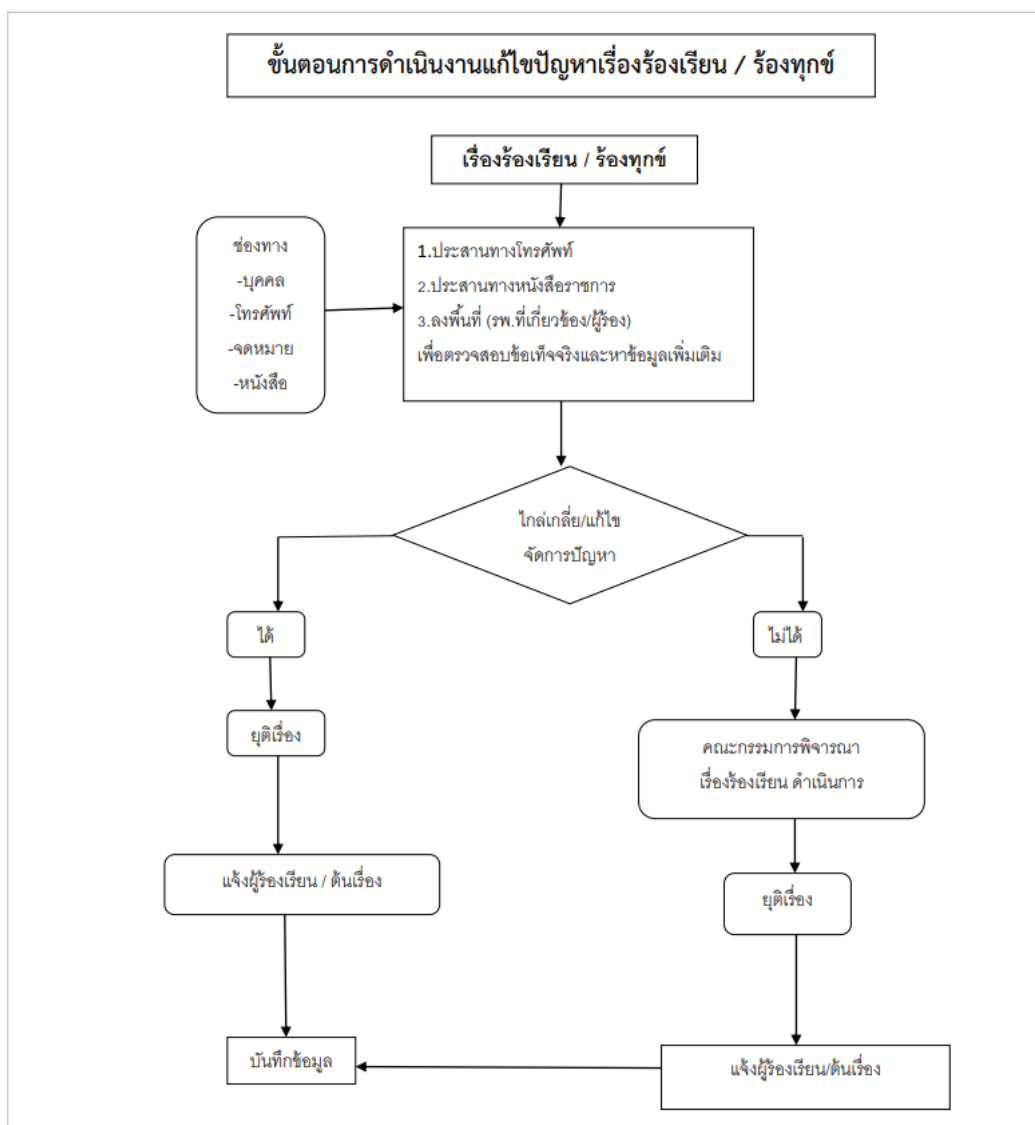 ขั้นตอนการดำเนินงานแก้ไขปัญหาเรื่องร้องเรียน / ร้องทุกข์
เรื่องร้องเรียน / ร้องทุกข์
ช่องทาง
-บุคคล
-โทรศัพท์
-จดหมาย
-หนังสือ
1.ประสานทางโทรศัพท์
2.ประสานทางหนังสือราชการ
3.ลงพื้นที่ (รพ.ที่เกี่ยวข้อง/ผู้ร้อง)
เพื่อตรวจสอบข้อเท็จจริงและหาข้อมูลเพิ่มเติม
ไกล่เกลี่ย/แก้ไข
จัดการปัญหา
ได้
ไม่ได้
ยุติเรื่อง
คณะกรรมการพิจารณา
เรื่องร้องเรียน ดำเนินการ
แจ้งผู้ร้องเรียน / ต้นเรื่อง
ยุติเรื่อง
บันทึกข้อมูล
แจ้งผู้ร้องเรียน/ต้นเรื่อง